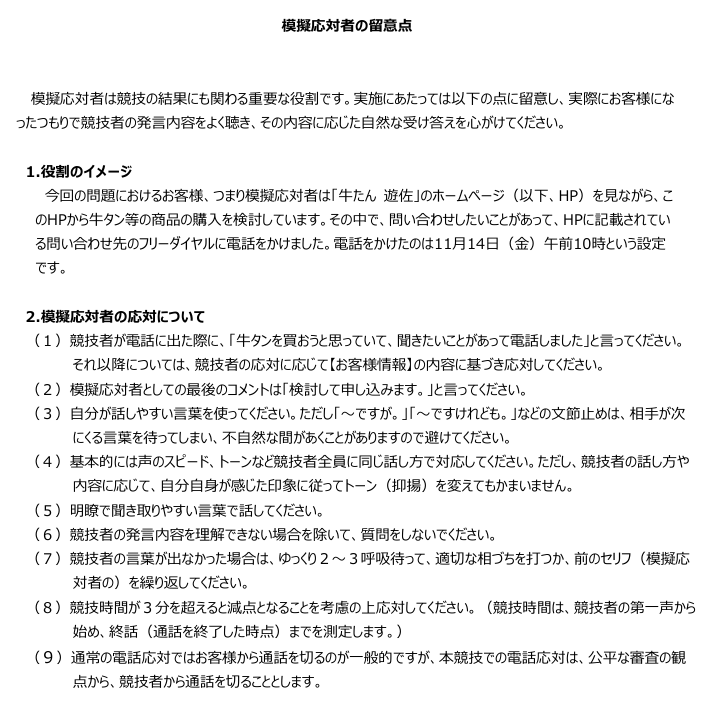 模擬応対者の留意点
模擬応対者は競技の結果にも関わる重要な役割です。実施にあたっては以下の点に留意し、実際にお客様にな
ったつもりで競技者の発言内容をよく聴き、その内容に応じた自然な受け答えを心がけてください。
1.役割のイメージ
今回の問題におけるお客様、つまり模擬応対者は「牛たん 遊佐」のホームページ（以下、HP）を見ながら、こ
のHPから牛タン等の商品の購入を検討しています。その中で、問い合わせしたいことがあって、HPに記載されてい
る問い合わせ先のフリーダイヤルに電話をかけました。電話をかけたのは11月14日（金）午前10時という設定
です。
2.模擬応対者の応対について
（１）競技者が電話に出た際に、「牛タンを買おうと思っていて、聞きたいことがあって電話しました」と言ってください。
それ以降については、競技者の応対に応じて【お客様情報】の内容に基づき応対してください。
（２）模擬応対者としての最後のコメントは「検討して申し込みます。」と言ってください。
（３）自分が話しやすい言葉を使ってください。ただし「～ですが。」「～ですけれども。」などの文節止めは、相手が次
にくる言葉を待ってしまい、不自然な間があくことがありますので避けてください。
（４）基本的には声のスピード、トーンなど競技者全員に同じ話し方で対応してください。ただし、競技者の話し方や
内容に応じて、自分自身が感じた印象に従ってトーン（抑揚）を変えてもかまいません。
（５）明瞭で聞き取りやすい言葉で話してください。
（６）競技者の発言内容を理解できない場合を除いて、質問をしないでください。
（７）競技者の言葉が出なかった場合は、ゆっくり２～３呼吸待って、適切な相づちを打つか、前のセリフ（模擬応
対者の）を繰り返してください。
（８）競技時間が３分を超えると減点となることを考慮の上応対してください。（競技時間は、競技者の第一声から
始め、終話（通話を終了した時点）までを測定します。）
（９）通常の電話応対ではお客様から通話を切るのが一般的ですが、本競技での電話応対は、公平な審査の観
点から、競技者から通話を切ることとします。